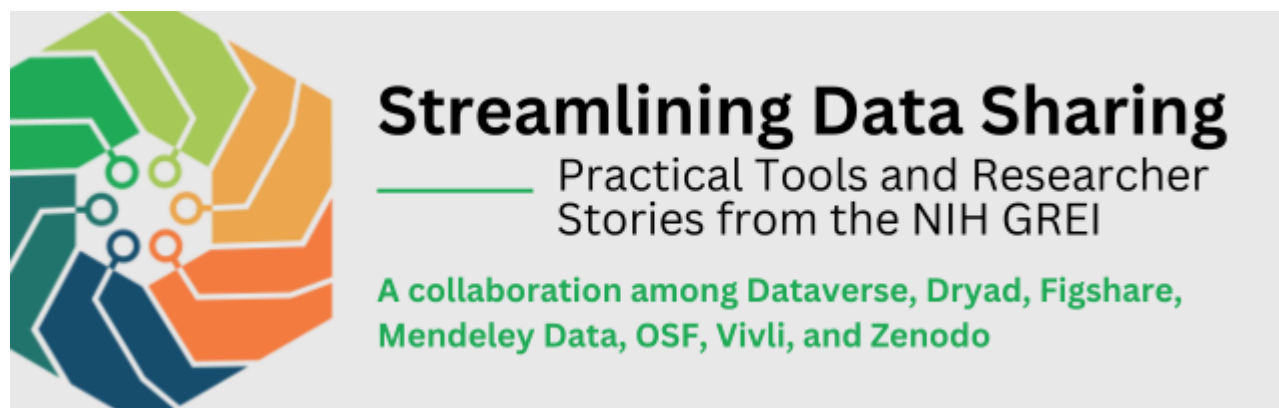 Streamlining Data Sharing
Practical Tools and Researcher
Stories from the NIH GREI
A collaboration among Dataverse, Dryad, Figshare,
Mendeley Data, OSF, Vivli, and Zenodo